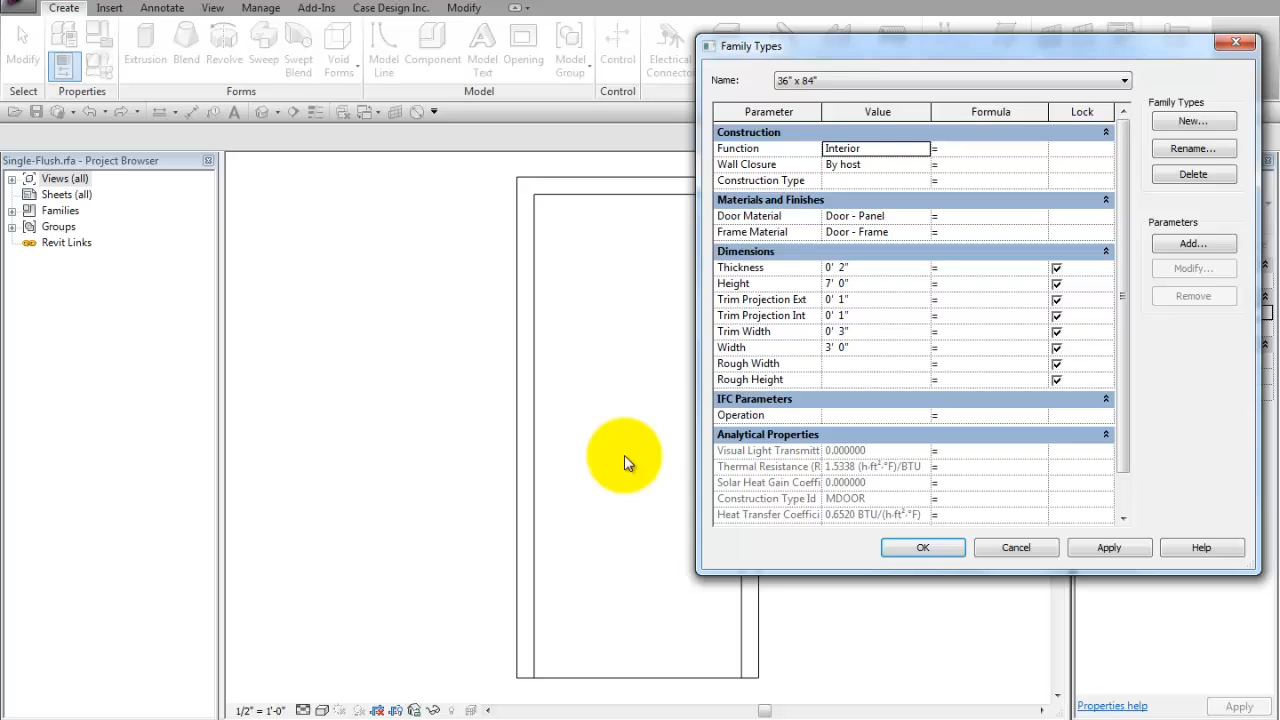 Create Insert Annotate View Manage Add-Ins Case Design Inc. Modify
Modify Extrusion Blend Revolve Sweep Swept Blend Void Forms Model Line Component Model Text Opening Model Group Control Electrical Connector
Select Properties Forms Model Control
Single-Flush.rfa - Project Browser
Views (all)
Sheets (all)
Families
Groups
Revit Links
Family Types
Name: 36" x 84"
Parameter Value Formula Lock
Construction
Function Interior =
Wall Closure By host =
Construction Type =
Materials and Finishes
Door Material Door - Panel =
Frame Material Door - Frame =
Dimensions
Thickness 0' 2" =
Height 7' 0" =
Trim Projection Ext 0' 1" =
Trim Projection Int 0' 1" =
Trim Width 0' 3" =
Width 3' 0" =
Rough Width =
Rough Height =
IFC Parameters
Operation =
Analytical Properties
Visual Light Transmitt 0.000000 =
Thermal Resistance (R 1.5338 (h·ft²·°F)/BTU =
Solar Heat Gain Coeffi 0.000000 =
Construction Type Id MDOOR =
Heat Transfer Coeffici 0.6520 BTU/(h·ft²·°F) =
Family Types
New...
Rename...
Delete
Parameters
Add...
Modify...
Remove
OK Cancel Apply Help
1/2" = 1'-0"
Properties help Apply